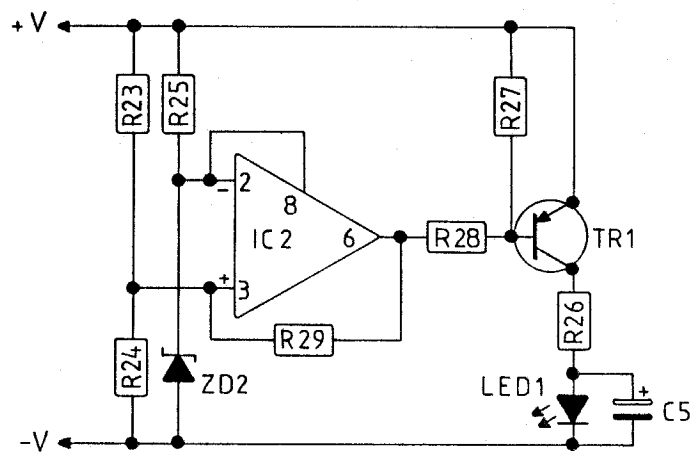 +V
R23
R25
R27
- 2
8
IC2
6
R28
TR1
+ 3
R29
R26
R24
ZD2
LED1
+
C5
-V